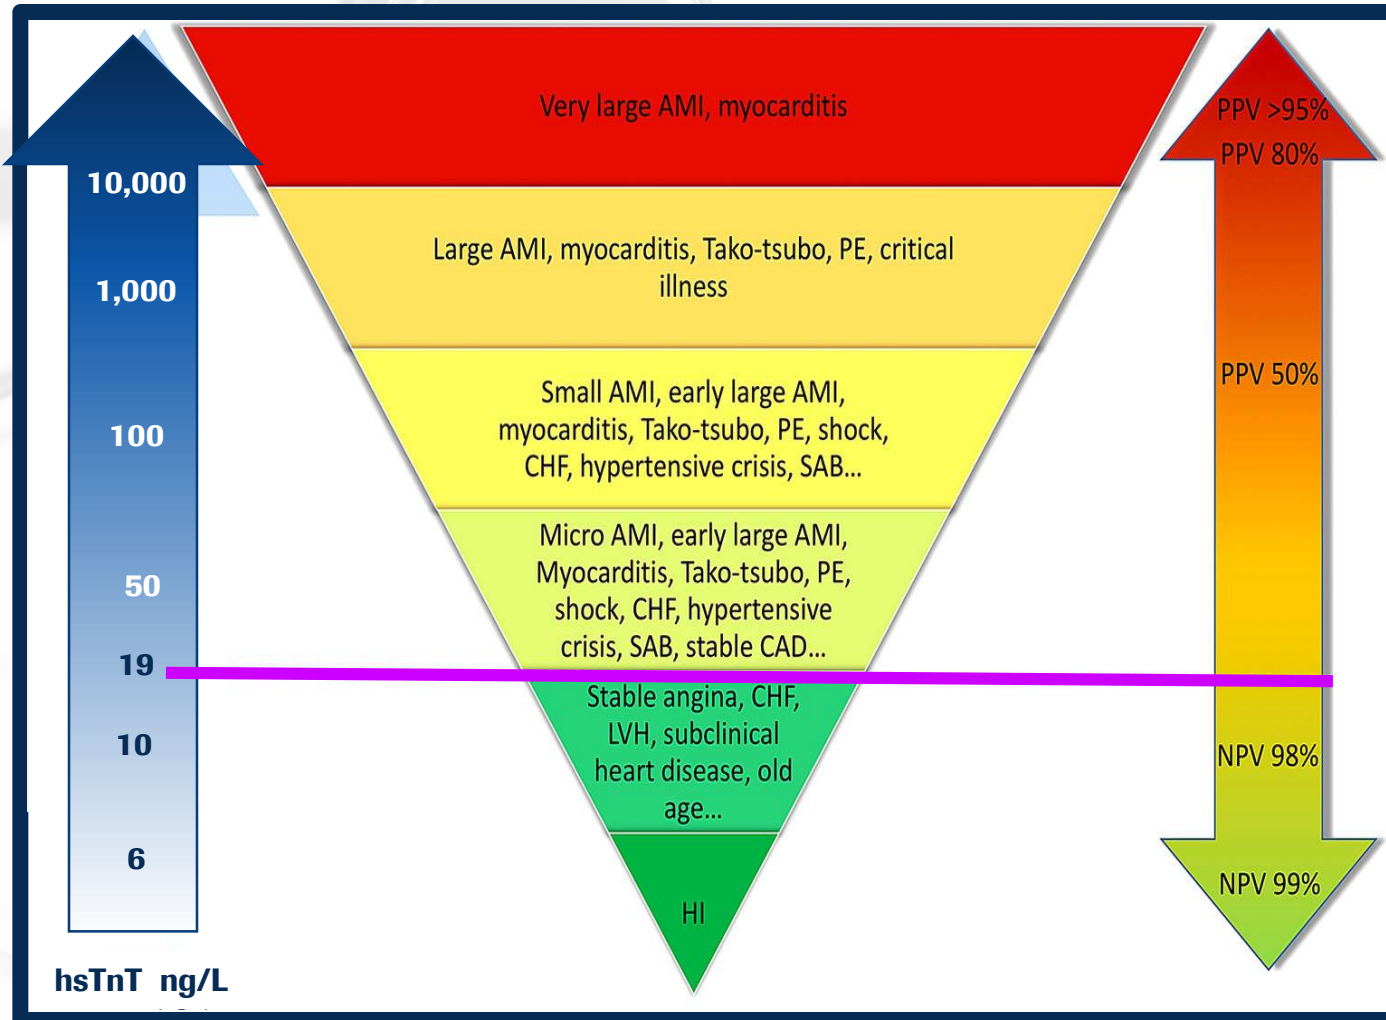 10,000
1,000
100
50
19
10
6
hsTnT ng/L
Very large AMI, myocarditis
Large AMI, myocarditis, Tako-tsubo, PE, critical
illness
Small AMI, early large AMI,
myocarditis, Tako-tsubo, PE, shock,
CHF, hypertensive crisis, SAB...
Micro AMI, early large AMI,
Myocarditis, Tako-tsubo, PE,
shock, CHF, hypertensive
crisis, SAB, stable CAD...
Stable angina, CHF,
LVH, subclinical
heart disease, old
age...
HI
PPV >95%
PPV 80%
PPV 50%
NPV 98%
NPV 99%